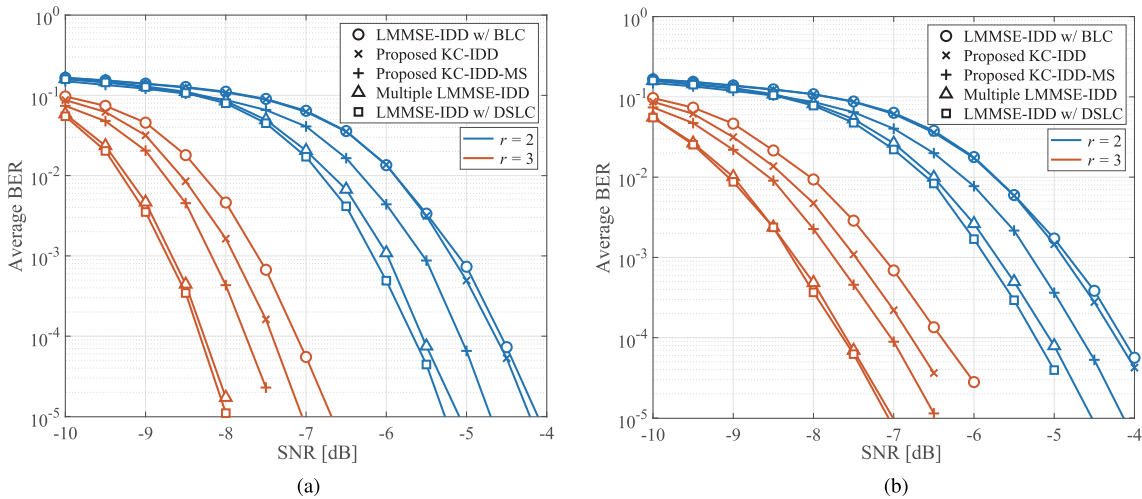 10^0
10^-1
10^-2
10^-3
10^-4
10^-5
Average BER
LMMSE-IDD w/ BLC
Proposed KC-IDD
Proposed KC-IDD-MS
Multiple LMMSE-IDD
LMMSE-IDD w/ DSLC
r = 2
r = 3
-10 -9 -8 -7 -6 -5 -4
SNR [dB]
(a)
10^0
10^-1
10^-2
10^-3
10^-4
10^-5
Average BER
LMMSE-IDD w/ BLC
Proposed KC-IDD
Proposed KC-IDD-MS
Multiple LMMSE-IDD
LMMSE-IDD w/ DSLC
r = 2
r = 3
-10 -9 -8 -7 -6 -5 -4
SNR [dB]
(b)